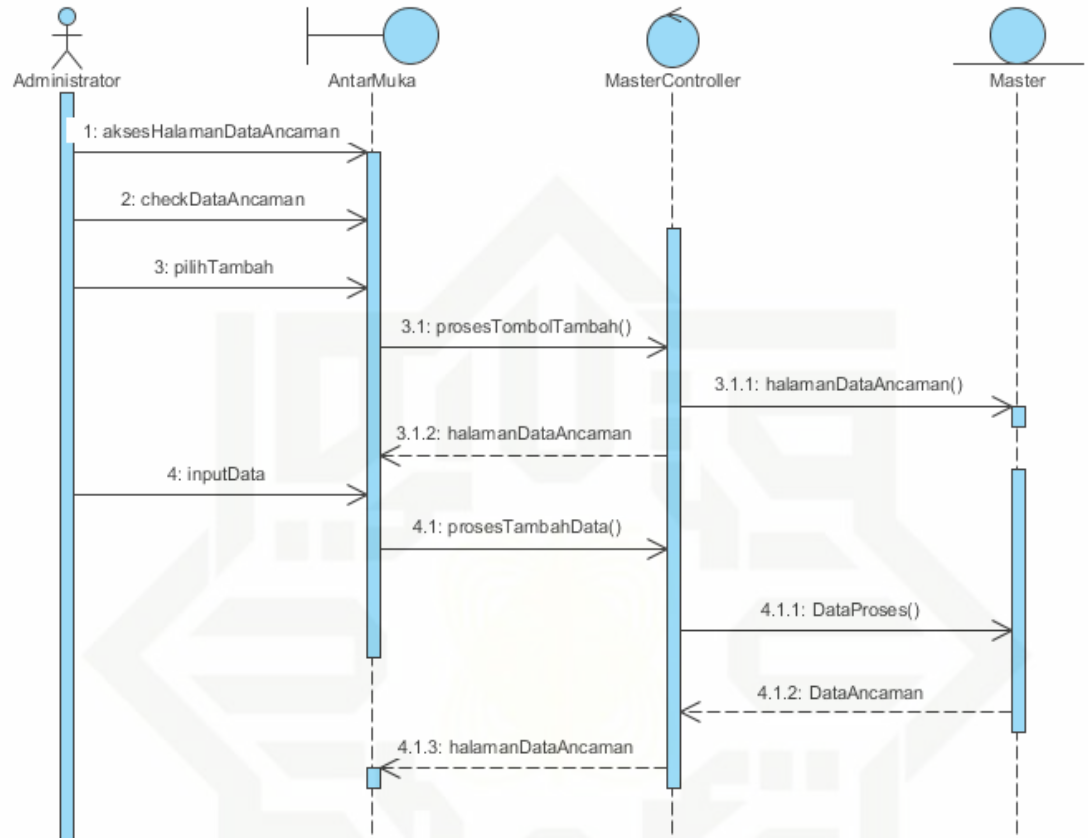 Administrator
AntarMuka
MasterController
Master
1: aksesHalamanDataAncaman
2: checkDataAncaman
3: pilihTambah
3.1: prosesTombolTambah()
3.1.1: halamanDataAncaman()
3.1.2: halamanDataAncaman
4: inputData
4.1: prosesTambahData()
4.1.1: DataProses()
4.1.2: DataAncaman
4.1.3: halamanDataAncaman